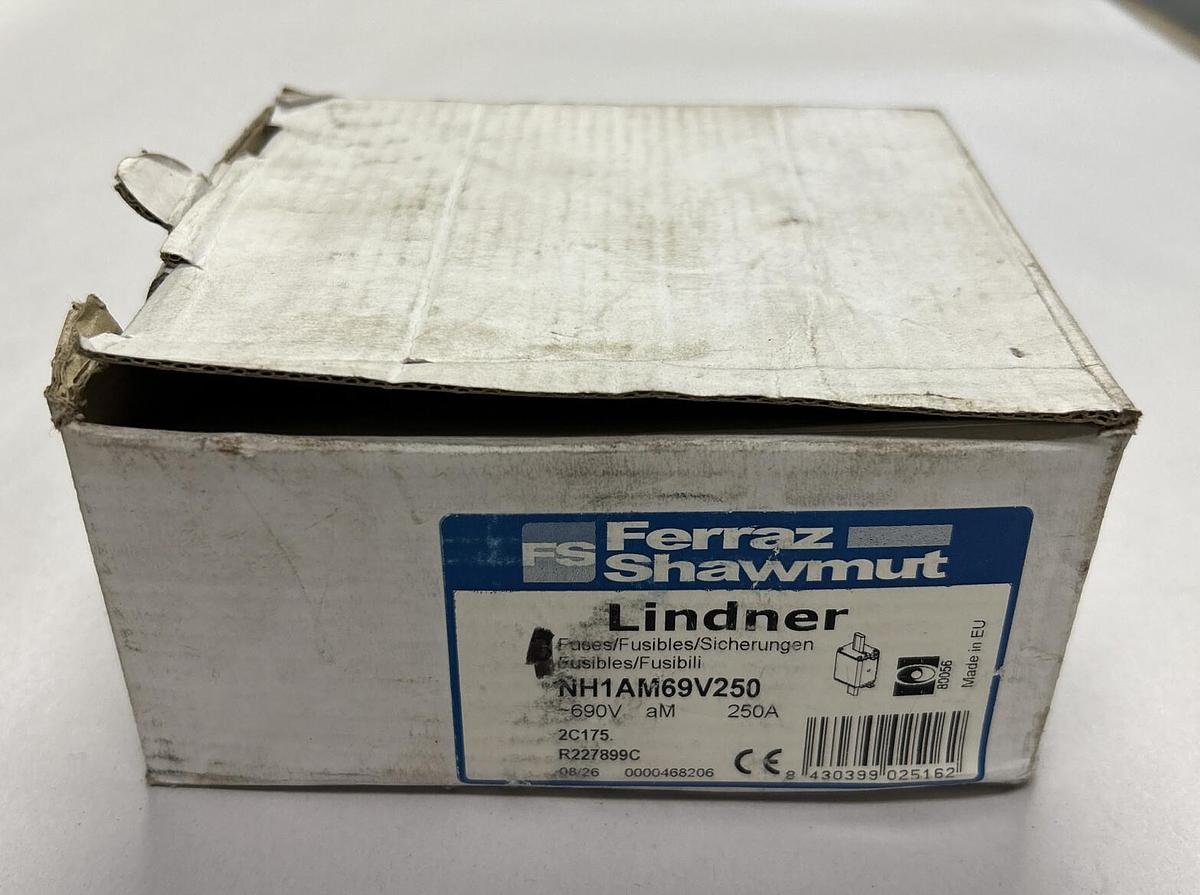 FS Ferraz
Shawmut
Lindner
Fuses/Fusibles/Sicherungen
Fusibles/Fusibili
NH1AM69V250
~690V aM 250A
2C175.
R227899C
08/26 0000468206
CE
8 430399 025162
80056
Made in EU